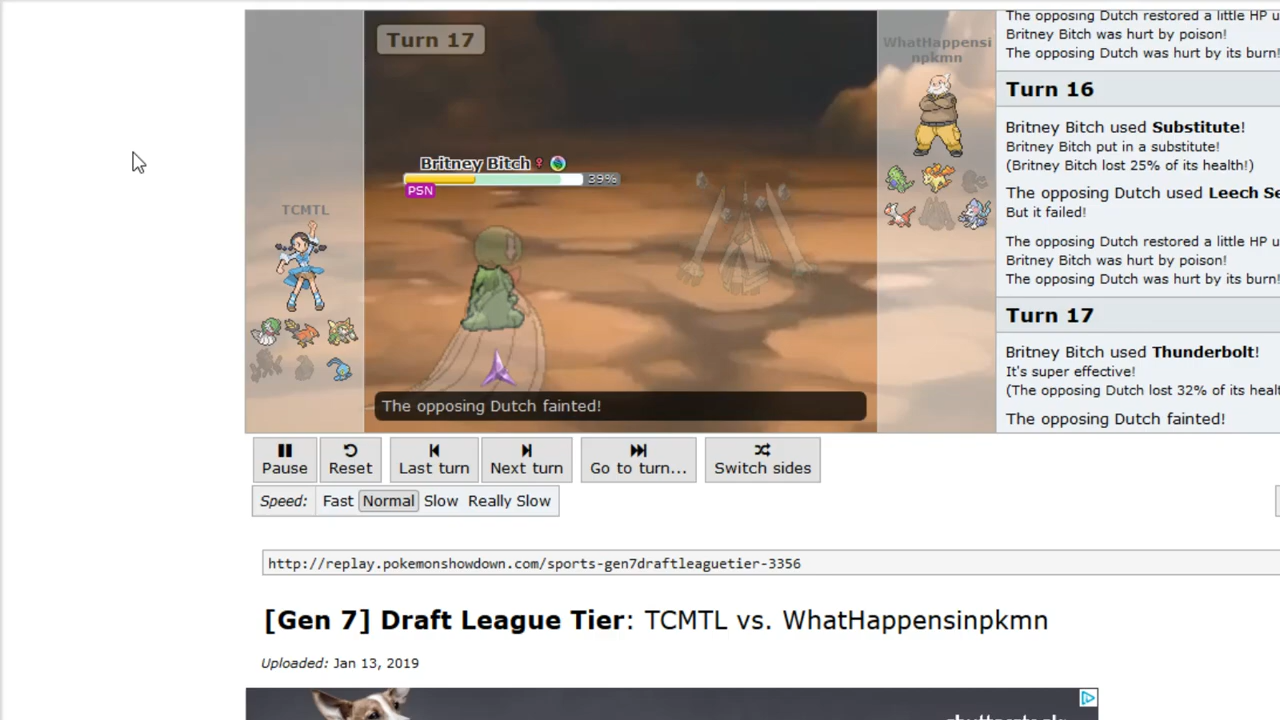 Turn 17
WhatHappensi
npkmn
Britney Bitch ♀
39%
PSN
TCMTL
The opposing Dutch fainted!
The opposing Dutch restored a little HP u
Britney Bitch was hurt by poison!
The opposing Dutch was hurt by its burn!
Turn 16
Britney Bitch used Substitute!
Britney Bitch put in a substitute!
(Britney Bitch lost 25% of its health!)
The opposing Dutch used Leech Se
But it failed!
The opposing Dutch restored a little HP u
Britney Bitch was hurt by poison!
The opposing Dutch was hurt by its burn!
Turn 17
Britney Bitch used Thunderbolt!
It's super effective!
(The opposing Dutch lost 32% of its healt
The opposing Dutch fainted!
Pause Reset Last turn Next turn Go to turn... Switch sides
Speed: Fast Normal Slow Really Slow
http://replay.pokemonshowdown.com/sports-gen7draftleaguetier-3356
[Gen 7] Draft League Tier: TCMTL vs. WhatHappensinpkmn
Uploaded: Jan 13, 2019